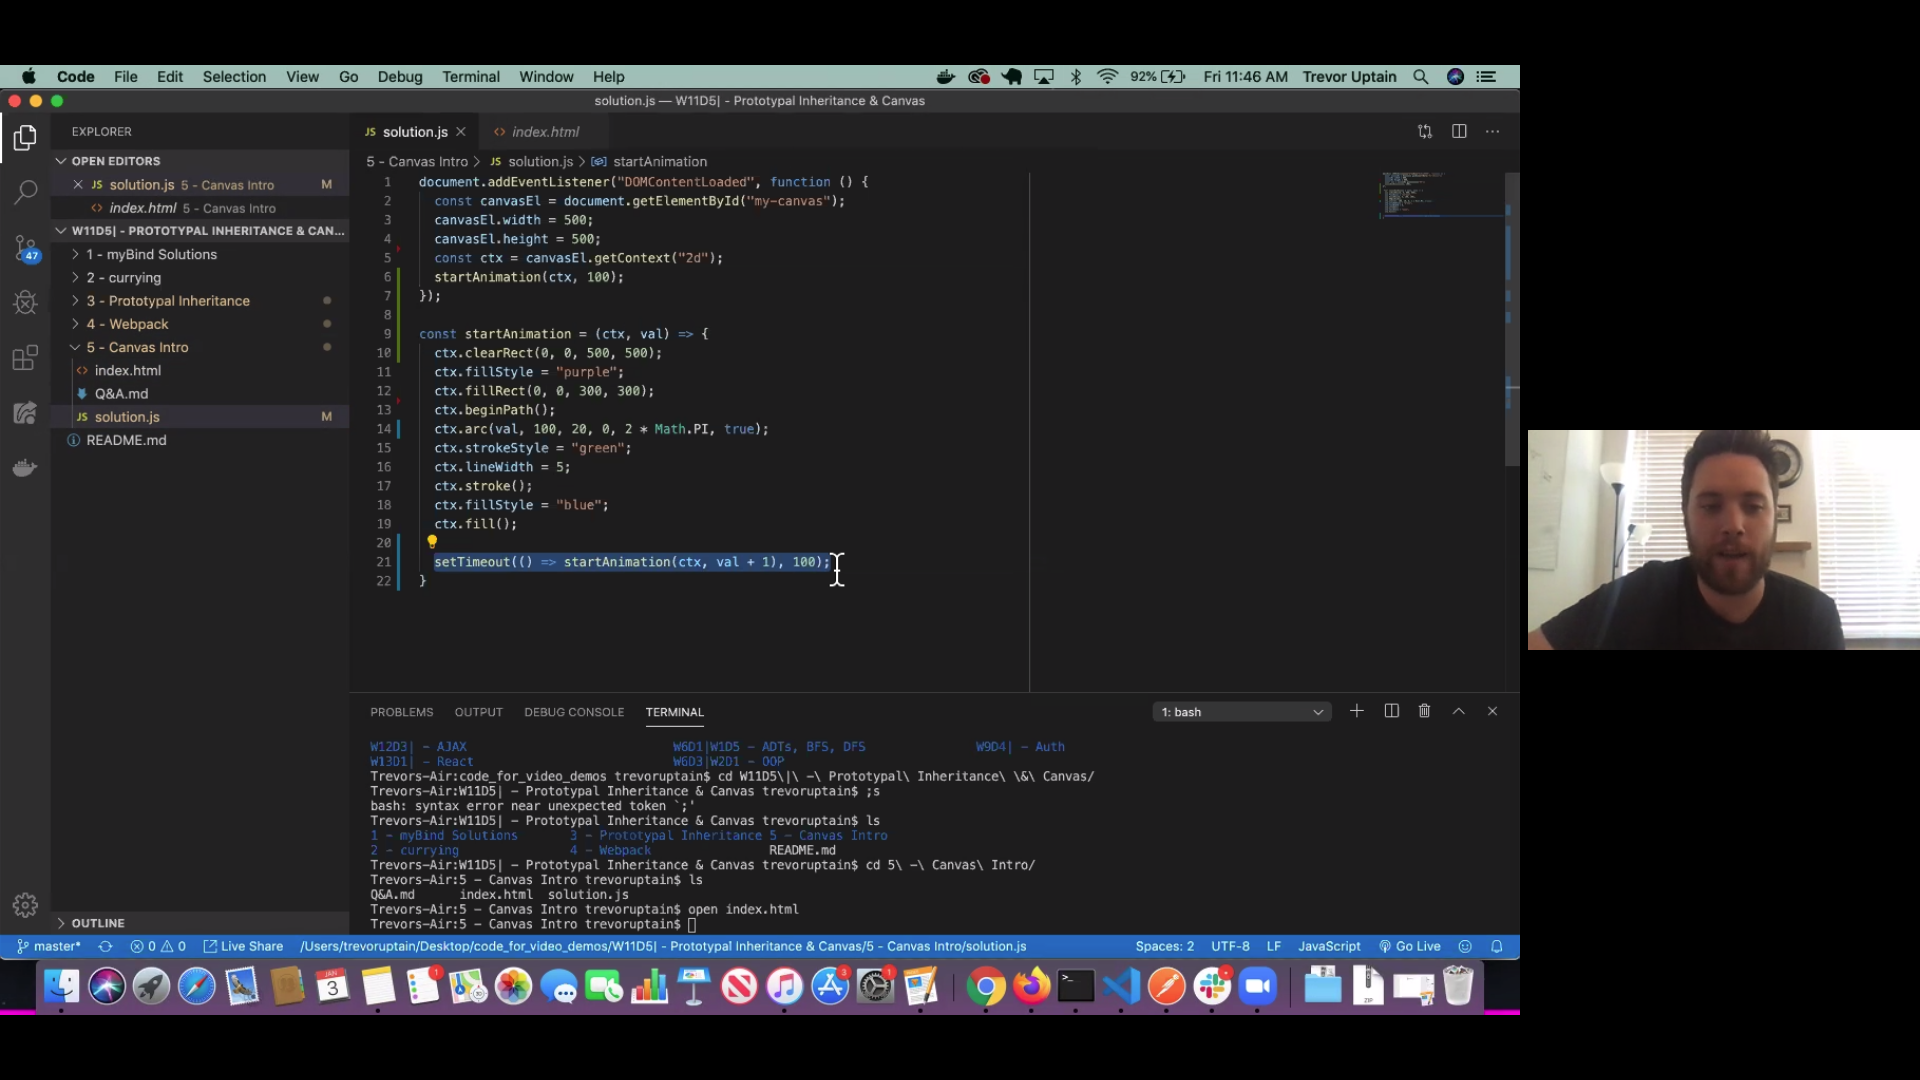 Code File Edit Selection View Go Debug Terminal Window Help 92% Fri 11:46 AM Trevor Uptain
solution.js — W11D5| - Prototypal Inheritance & Canvas
EXPLORER
OPEN EDITORS
× JS solution.js 5 - Canvas Intro M
<> index.html 5 - Canvas Intro
W11D5| - PROTOTYPAL INHERITANCE & CAN...
47
> 1 - myBind Solutions
> 2 - currying
> 3 - Prototypal Inheritance
> 4 - Webpack
5 - Canvas Intro
<> index.html
Q&A.md
JS solution.js M
README.md
OUTLINE
JS solution.js × <> index.html
5 - Canvas Intro > JS solution.js > startAnimation
1 document.addEventListener("DOMContentLoaded", function () {
2 const canvasEl = document.getElementById("my-canvas");
3 canvasEl.width = 500;
4 canvasEl.height = 500;
5 const ctx = canvasEl.getContext("2d");
6 startAnimation(ctx, 100);
7 });
8
9 const startAnimation = (ctx, val) => {
10 ctx.clearRect(0, 0, 500, 500);
11 ctx.fillStyle = "purple";
12 ctx.fillRect(0, 0, 300, 300);
13 ctx.beginPath();
14 ctx.arc(val, 100, 20, 0, 2 * Math.PI, true);
15 ctx.strokeStyle = "green";
16 ctx.lineWidth = 5;
17 ctx.stroke();
18 ctx.fillStyle = "blue";
19 ctx.fill();
20
21 setTimeout(() => startAnimation(ctx, val + 1), 100);
22 }
PROBLEMS OUTPUT DEBUG CONSOLE TERMINAL 1: bash
W12D3| - AJAX W6D1|W1D5 - ADTs, BFS, DFS W9D4| - Auth
W13D1| - React W6D3|W2D1 - OOP
Trevors-Air:code_for_video_demos trevoruptain$ cd W11D5\|\ -\ Prototypal\ Inheritance\ \&\ Canvas/
Trevors-Air:W11D5| - Prototypal Inheritance & Canvas trevoruptain$ ;s
bash: syntax error near unexpected token `;'
Trevors-Air:W11D5| - Prototypal Inheritance & Canvas trevoruptain$ ls
1 - myBind Solutions 3 - Prototypal Inheritance 5 - Canvas Intro
2 - currying 4 - Webpack README.md
Trevors-Air:W11D5| - Prototypal Inheritance & Canvas trevoruptain$ cd 5\ -\ Canvas\ Intro/
Trevors-Air:5 - Canvas Intro trevoruptain$ ls
Q&A.md index.html solution.js
Trevors-Air:5 - Canvas Intro trevoruptain$ open index.html
Trevors-Air:5 - Canvas Intro trevoruptain$
master* 0 0 Live Share /Users/trevoruptain/Desktop/code_for_video_demos/W11D5| - Prototypal Inheritance & Canvas/5 - Canvas Intro/solution.js Spaces: 2 UTF-8 LF JavaScript Go Live
JAN
3
1
3
1
ZIP